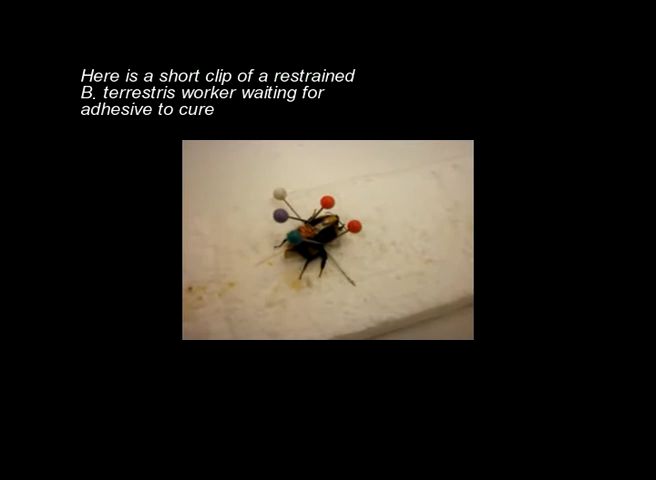 Here is a short clip of a restrained
B. terrestris worker waiting for
adhesive to cure